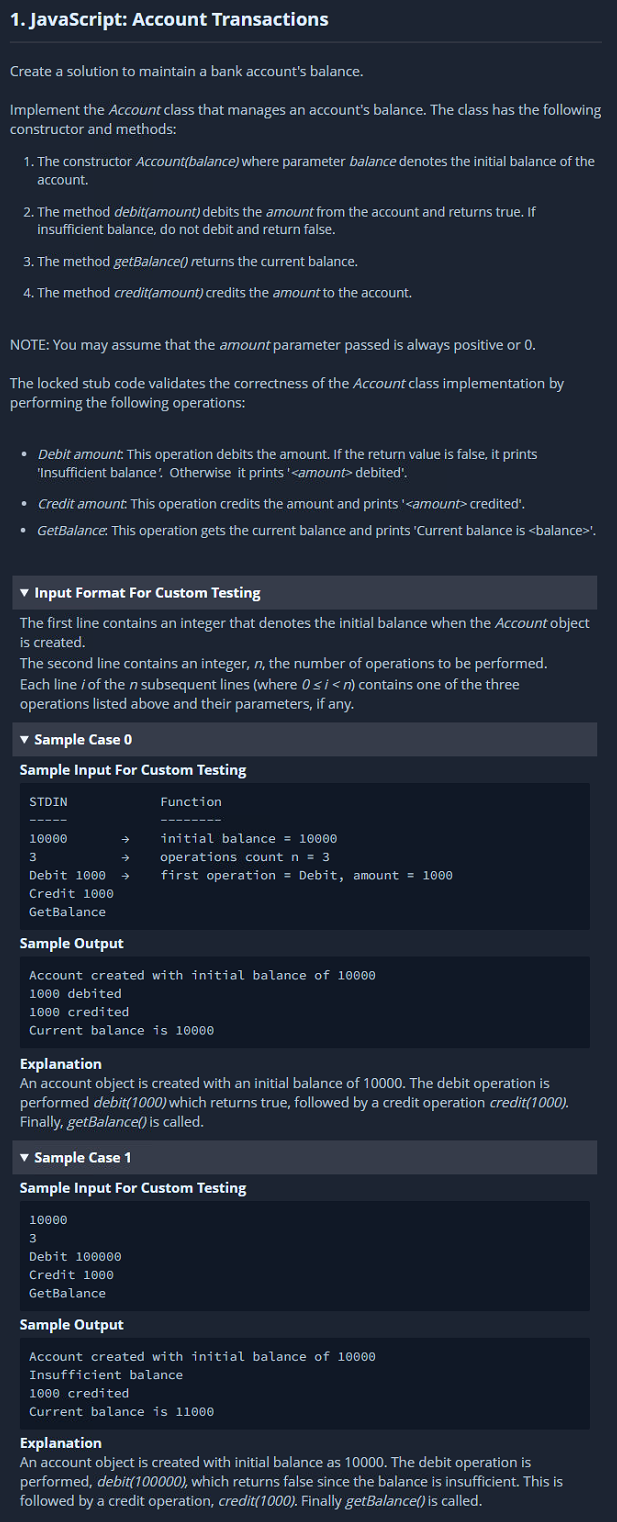 1. JavaScript: Account Transactions
Create a solution to maintain a bank account's balance.
Implement the Account class that manages an account's balance. The class has the following
constructor and methods:
1. The constructor Account(balance) where parameter balance denotes the initial balance of the
account.
2. The method debit(amount) debits the amount from the account and returns true. If
insufficient balance, do not debit and return false.
3. The method getBalance() returns the current balance.
4. The method credit(amount) credits the amount to the account.
NOTE: You may assume that the amount parameter passed is always positive or 0.
The locked stub code validates the correctness of the Account class implementation by
performing the following operations:
• Debit amount: This operation debits the amount. If the return value is false, it prints
'Insufficient balance'. Otherwise it prints '<amount> debited'.
• Credit amount: This operation credits the amount and prints '<amount> credited'.
• GetBalance: This operation gets the current balance and prints 'Current balance is <balance>'.
▼ Input Format For Custom Testing
The first line contains an integer that denotes the initial balance when the Account object
is created.
The second line contains an integer, n, the number of operations to be performed.
Each line i of the n subsequent lines (where 0 ≤ i < n) contains one of the three
operations listed above and their parameters, if any.
▼ Sample Case 0
Sample Input For Custom Testing
STDIN Function
----- --------
10000 → initial balance = 10000
3 → operations count n = 3
Debit 1000 → first operation = Debit, amount = 1000
Credit 1000
GetBalance
Sample Output
Account created with initial balance of 10000
1000 debited
1000 credited
Current balance is 10000
Explanation
An account object is created with an initial balance of 10000. The debit operation is
performed debit(1000) which returns true, followed by a credit operation credit(1000).
Finally, getBalance() is called.
▼ Sample Case 1
Sample Input For Custom Testing
10000
3
Debit 100000
Credit 1000
GetBalance
Sample Output
Account created with initial balance of 10000
Insufficient balance
1000 credited
Current balance is 11000
Explanation
An account object is created with initial balance as 10000. The debit operation is
performed, debit(100000), which returns false since the balance is insufficient. This is
followed by a credit operation, credit(1000). Finally getBalance() is called.